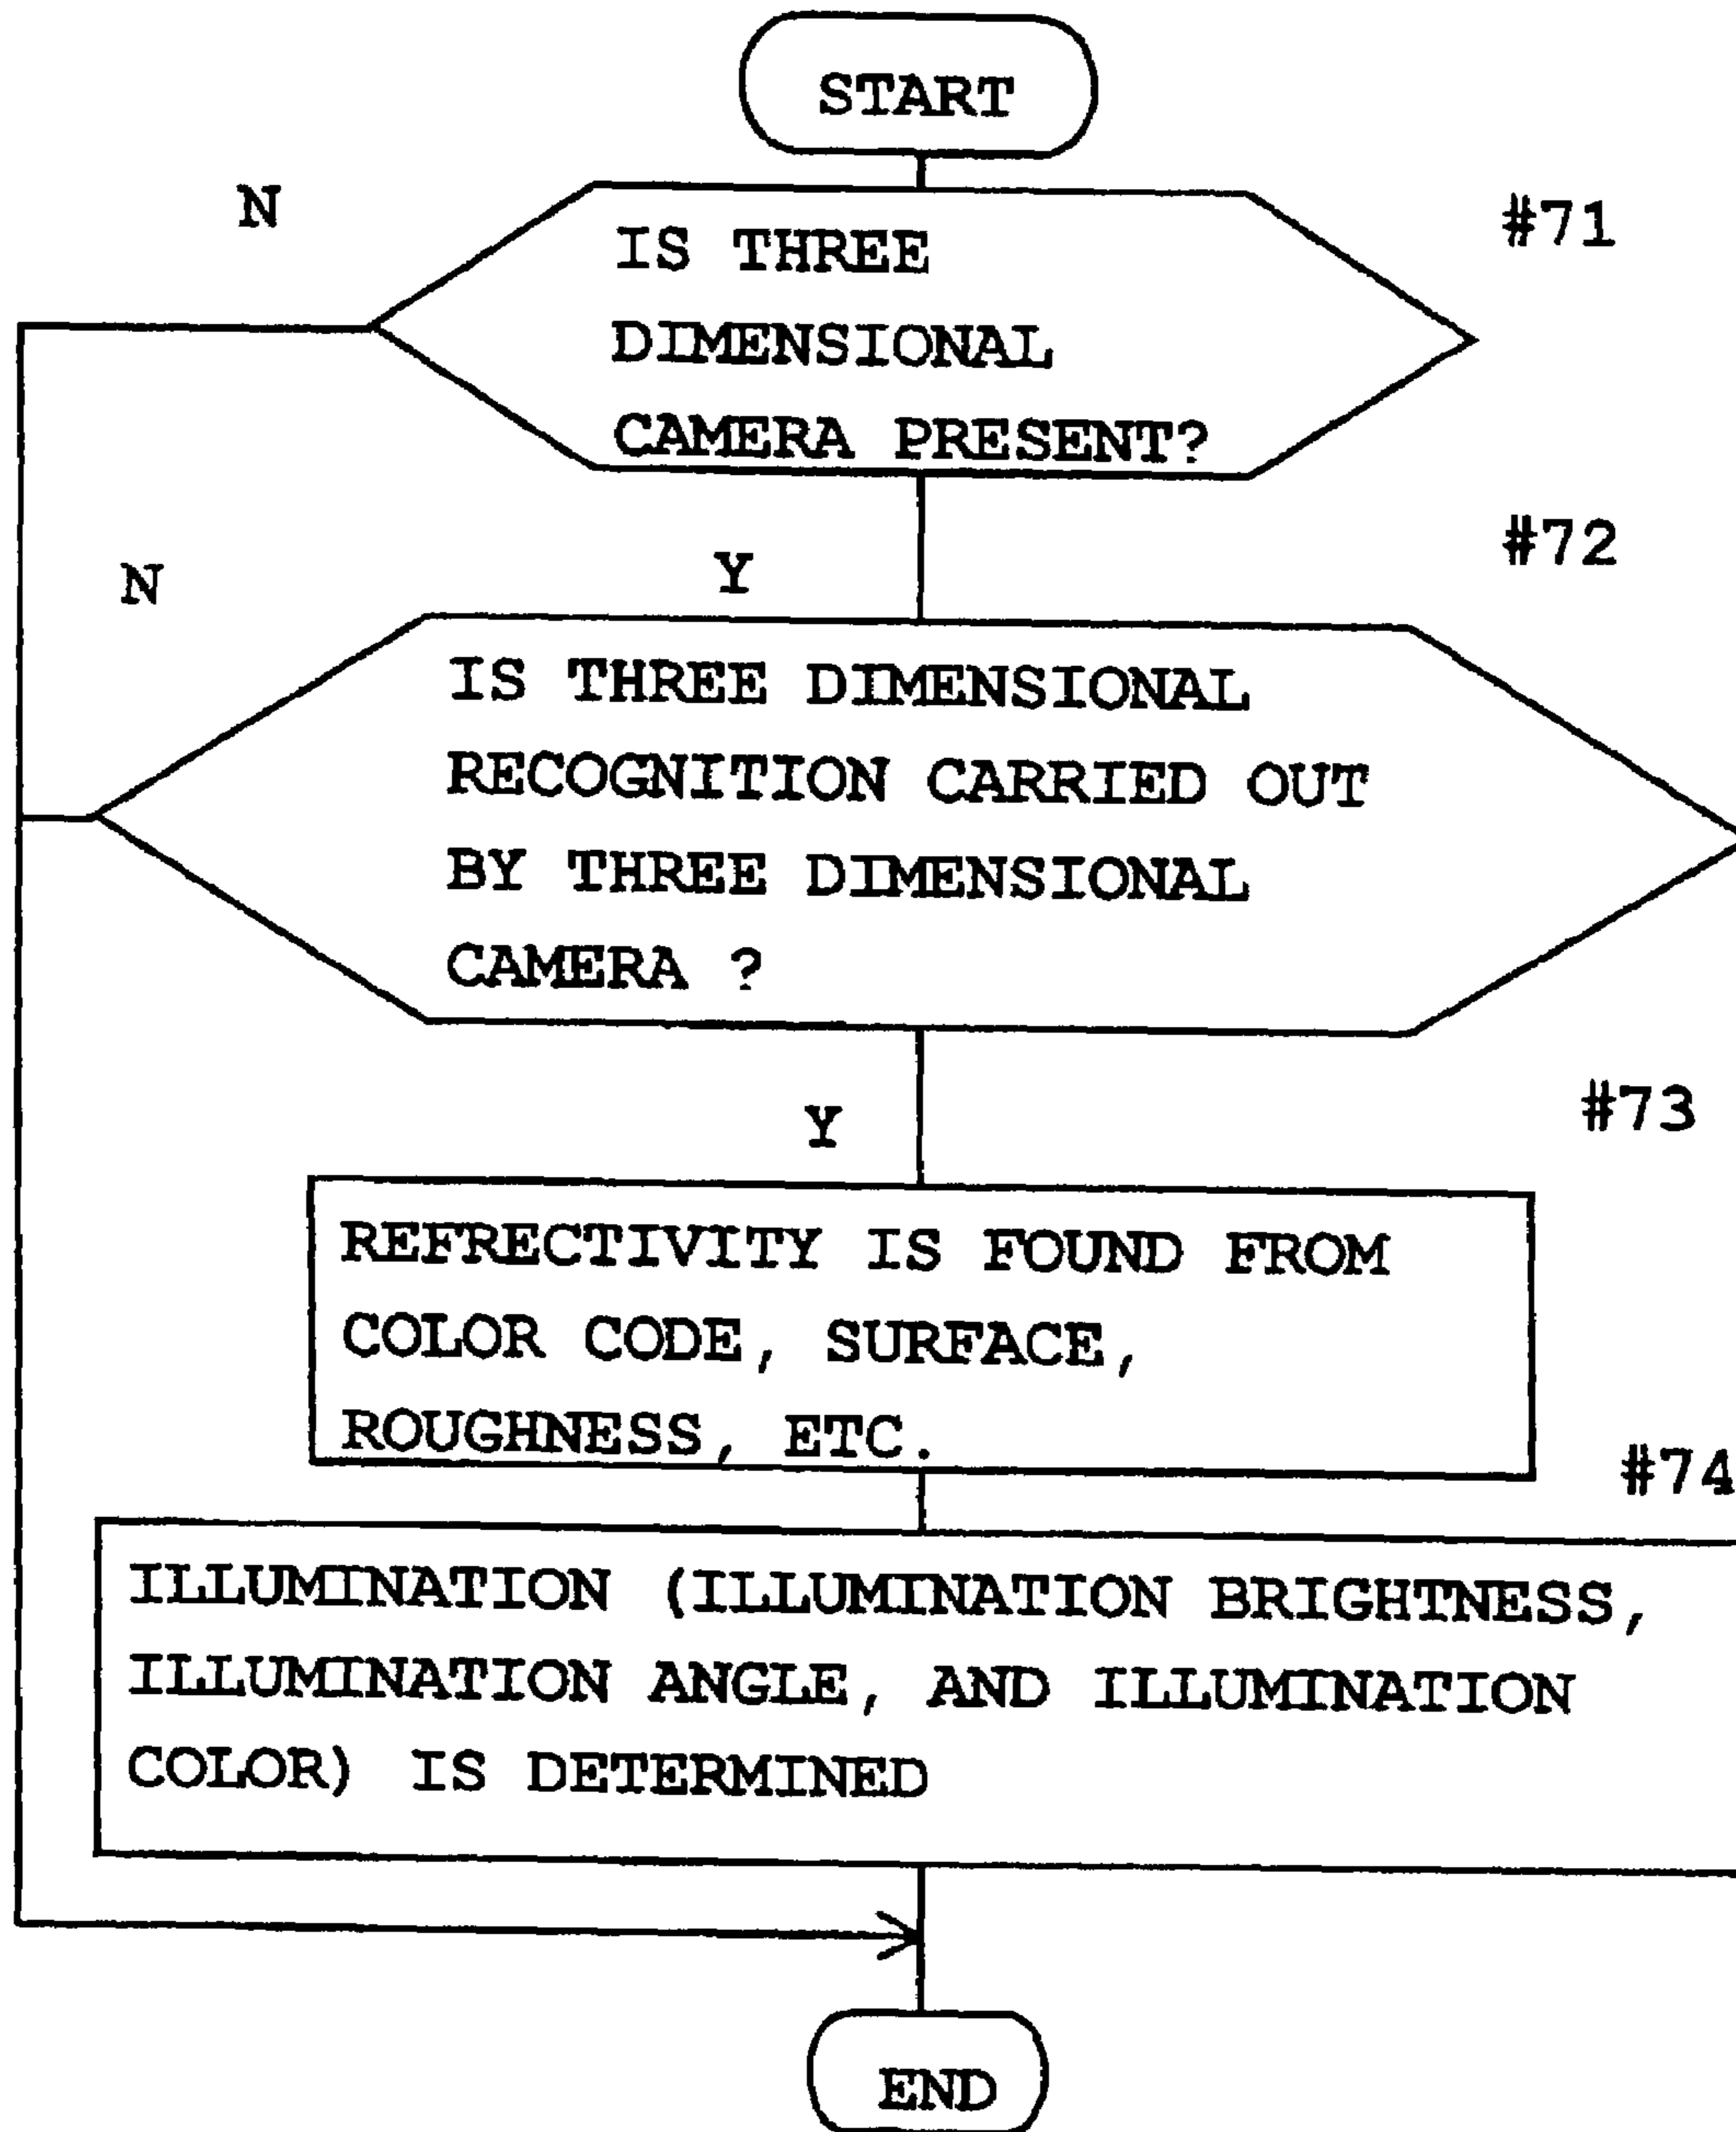 START
N
#71
IS THREE
DIMENSIONAL
CAMERA PRESENT?
#72
N
Y
IS THREE DIMENSIONAL
RECOGNITION CARRIED OUT
BY THREE DIMENSIONAL
CAMERA ?
#73
Y
REFRECTIVITY IS FOUND FROM
COLOR CODE, SURFACE,
ROUGHNESS, ETC.
#74
ILLUMINATION (ILLUMINATION BRIGHTNESS,
ILLUMINATION ANGLE, AND ILLUMINATION
COLOR) IS DETERMINED
END